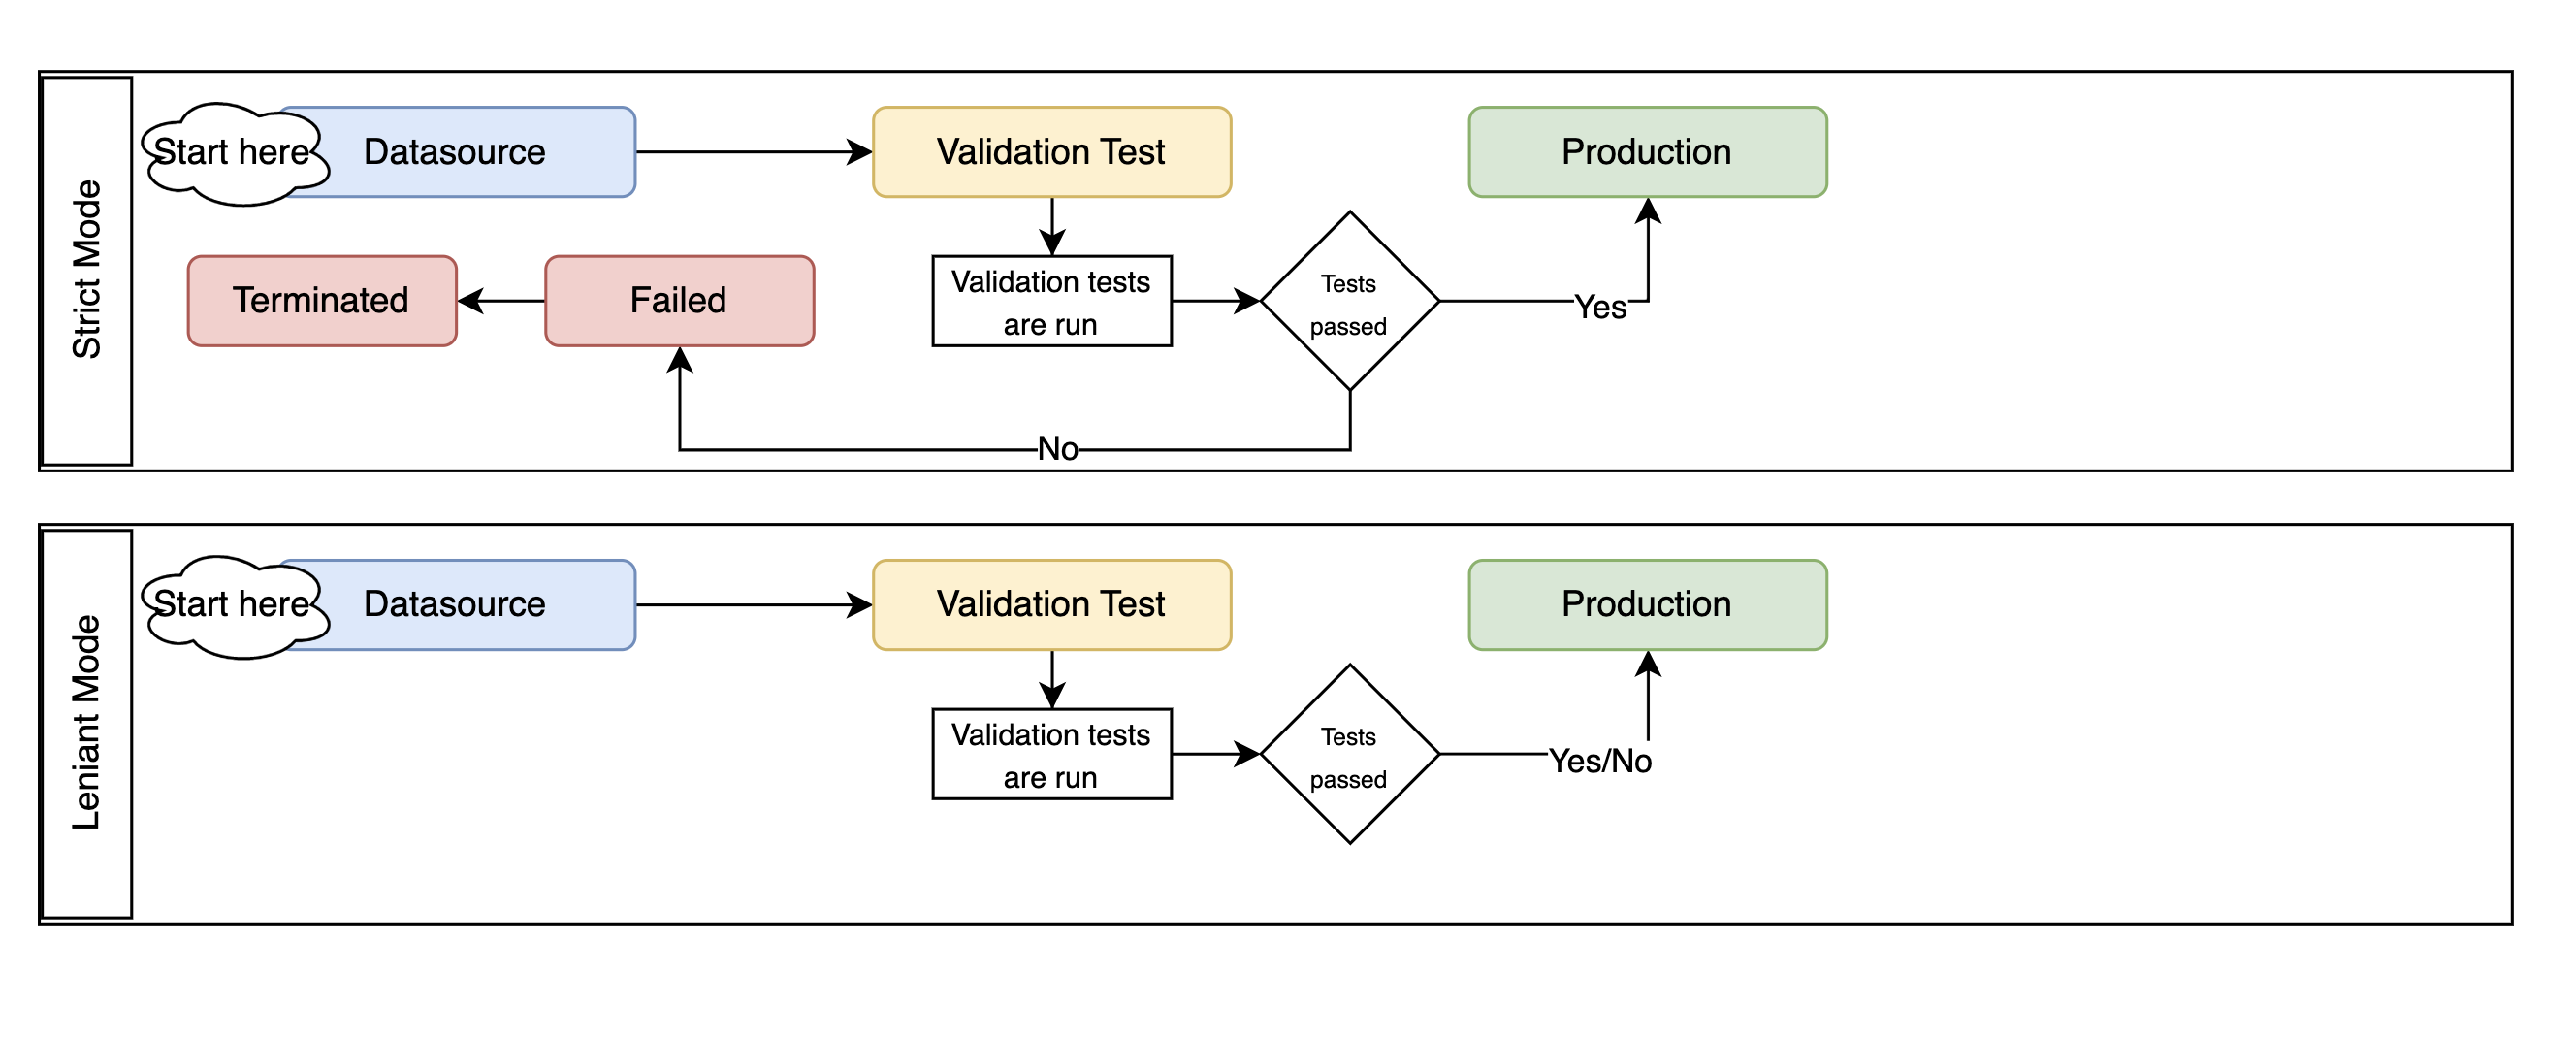 Strict Mode
Start here
Datasource
Validation Test
Production
Terminated
Failed
Validation tests
are run
Tests
passed
Yes
No
Leniant Mode
Start here
Datasource
Validation Test
Production
Validation tests
are run
Tests
passed
Yes/No